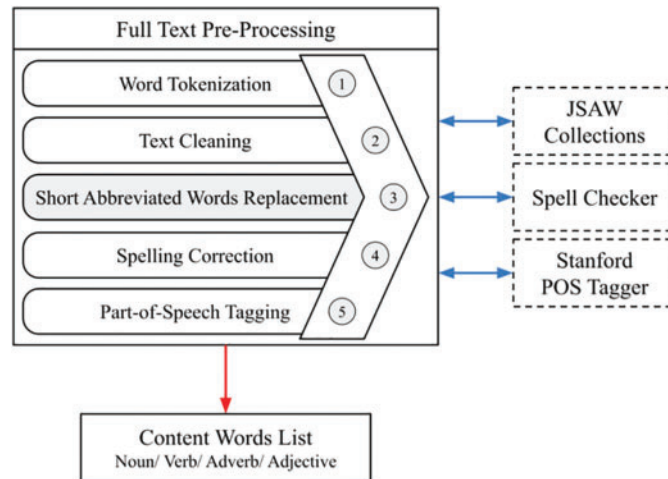 Full Text Pre-Processing
Word Tokenization
1
Text Cleaning
2
Short Abbreviated Words Replacement
3
Spelling Correction
4
Part-of-Speech Tagging
5
JSAW
Collections
Spell Checker
Stanford
POS Tagger
Content Words List
Noun/ Verb/ Adverb/ Adjective